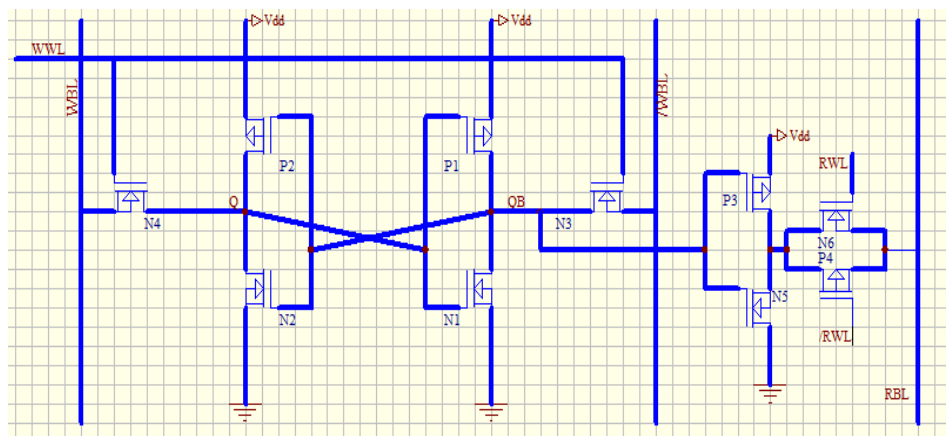 Vdd
Vdd
WWL
WBL
/WBL
Vdd
P2
P1
RWL
P3
Q
QB
N4
N3
N6
P4
N5
N2
N1
/RWL
RBL